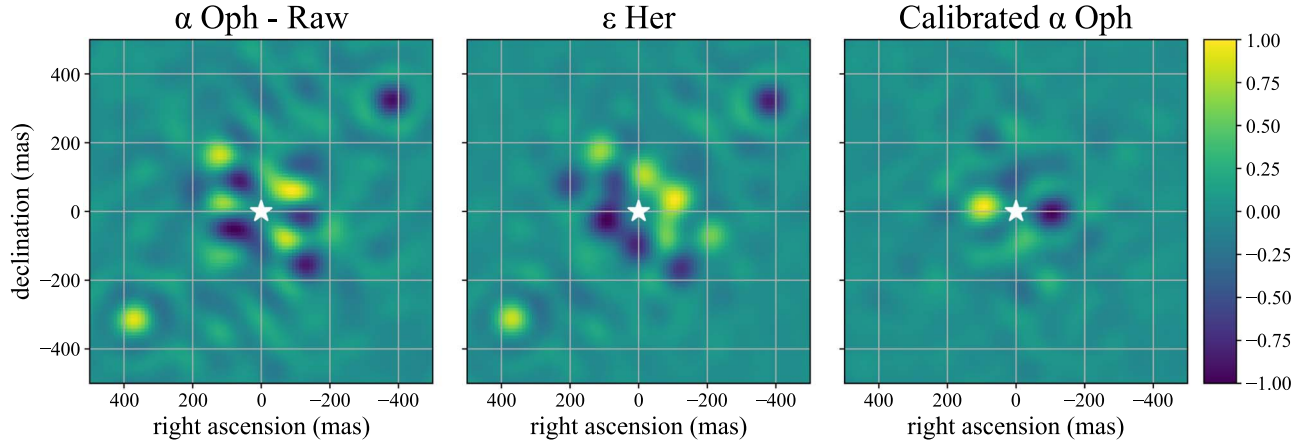 α Oph - Raw
ε Her
Calibrated α Oph
declination (mas)
400
200
0
−200
−400
400 200 0 −200 −400
400 200 0 −200 −400
400 200 0 −200 −400
right ascension (mas)
right ascension (mas)
right ascension (mas)
1.00
0.75
0.50
0.25
0.00
−0.25
−0.50
−0.75
−1.00